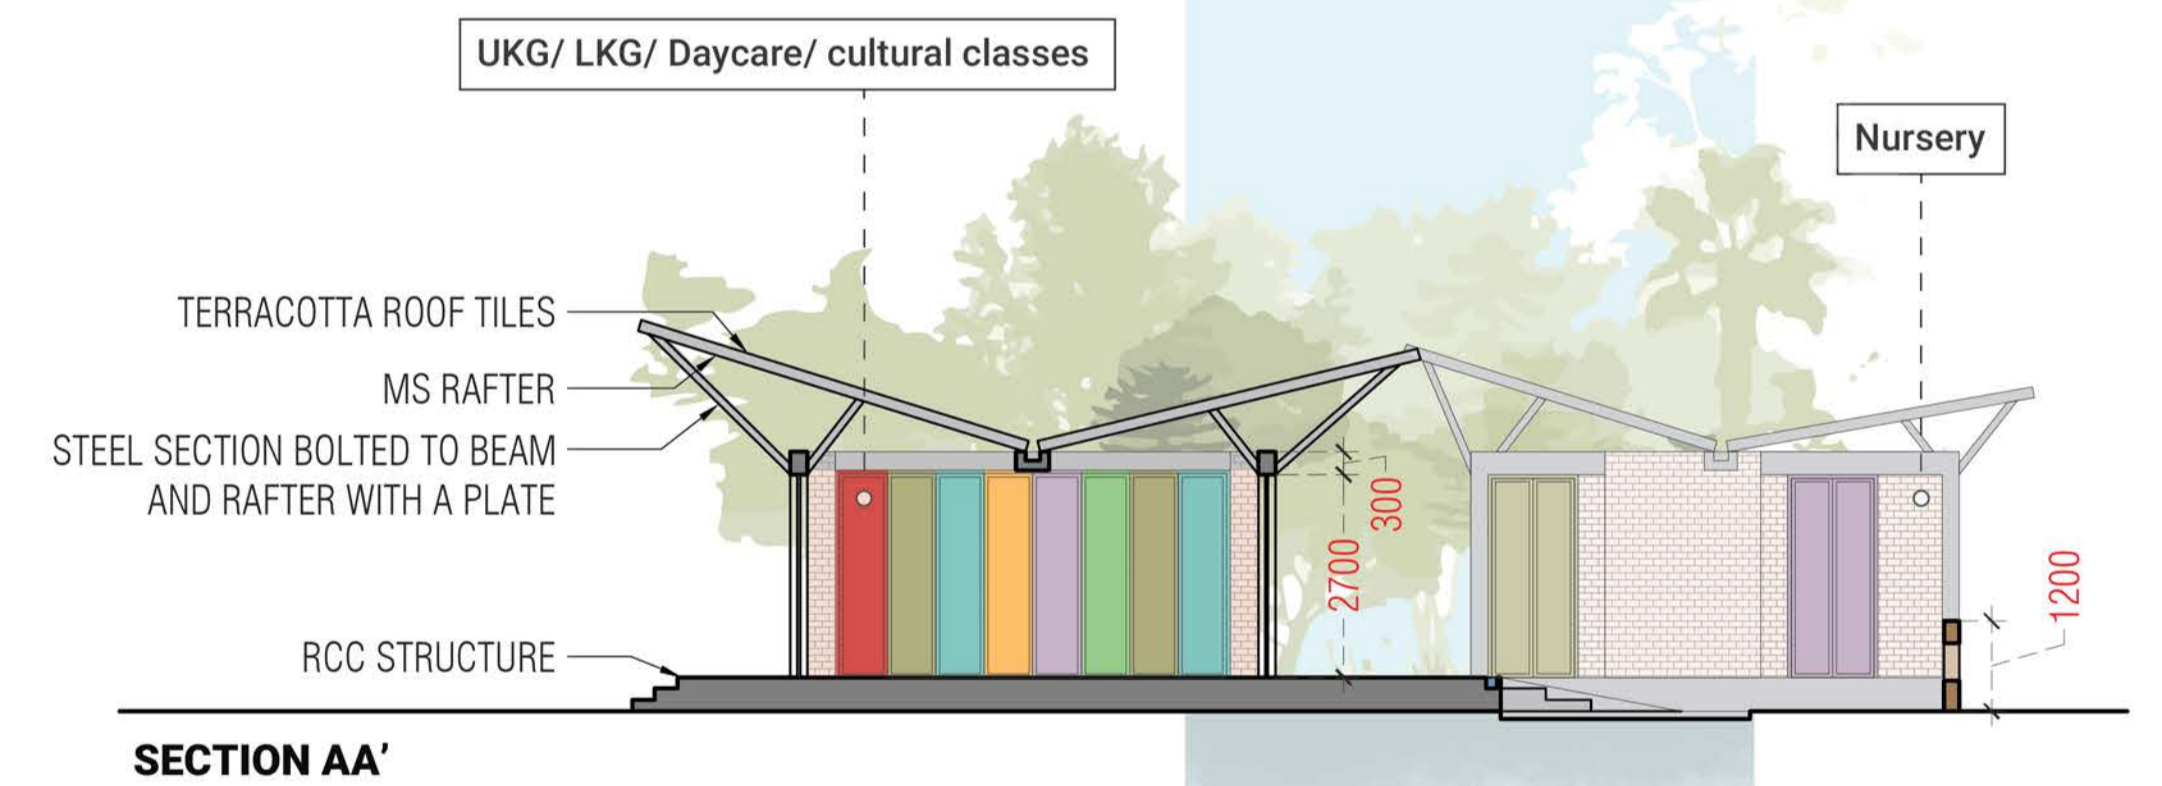 UKG/ LKG/ Daycare/ cultural classes
Nursery
TERRACOTTA ROOF TILES
MS RAFTER
STEEL SECTION BOLTED TO BEAM
AND RAFTER WITH A PLATE
300
2700
1200
RCC STRUCTURE
SECTION AA’